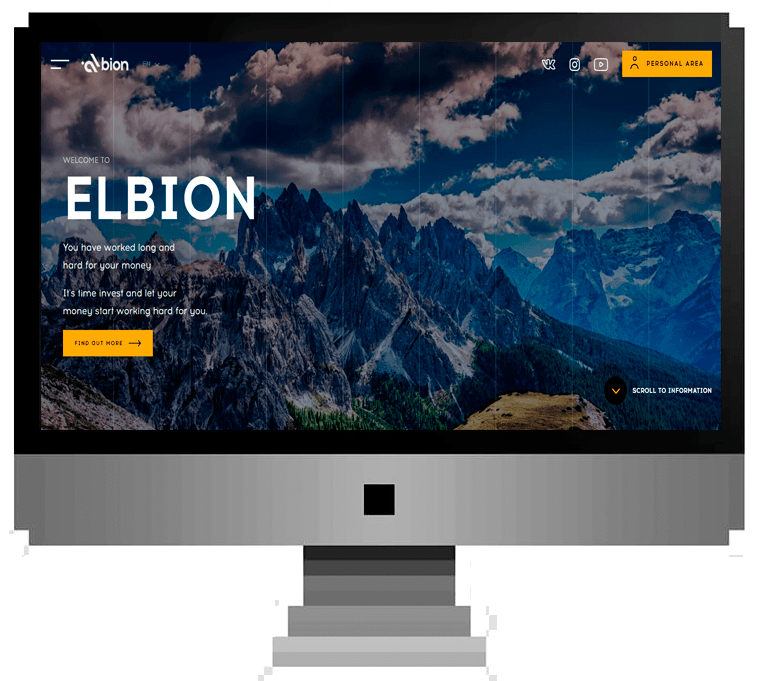 bion
EN
PERSONAL AREA
WELCOME TO
ELBION
You have worked long and
hard for your money
It's time invest and let your
money start working hard for you.
FIND OUT MORE
SCROLL TO INFORMATION